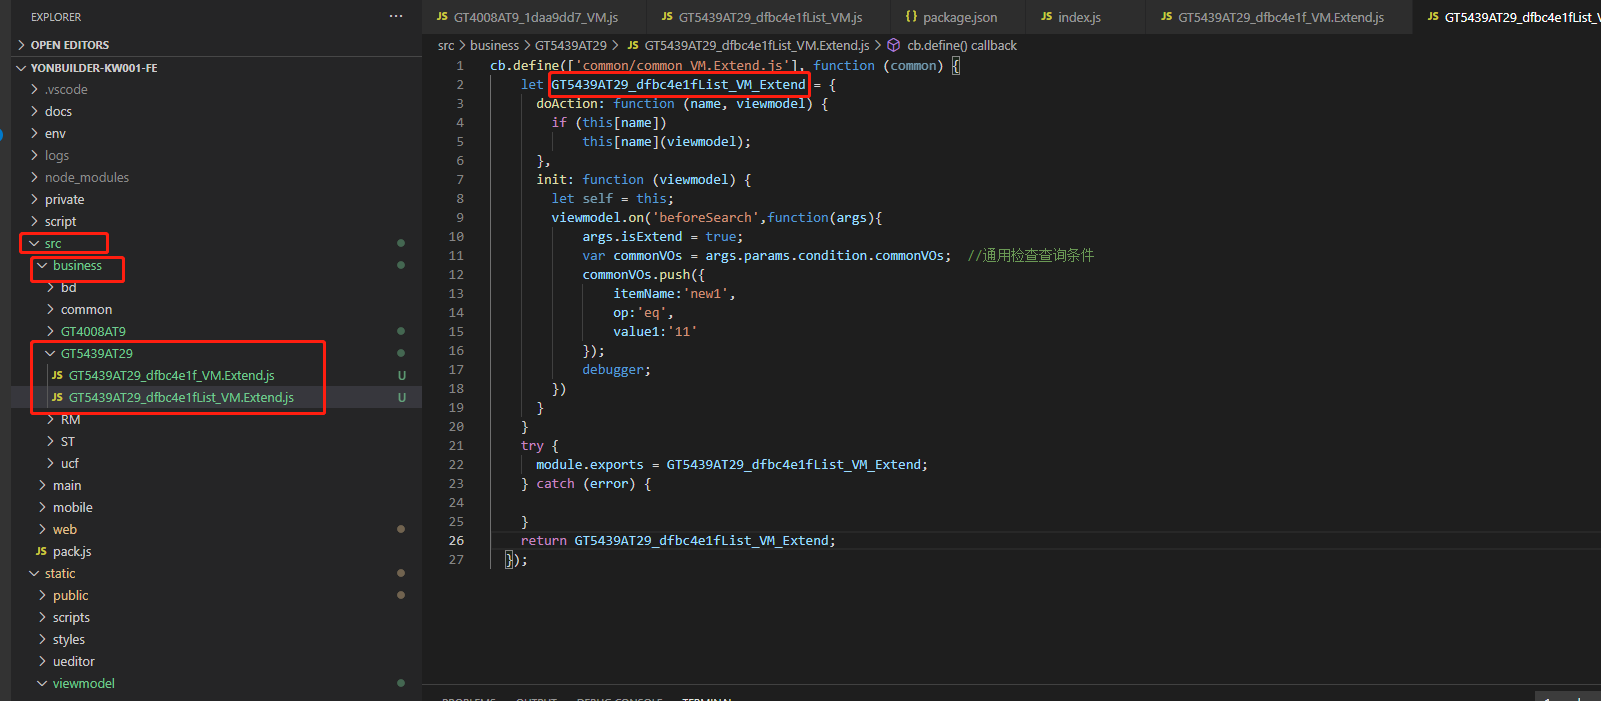 EXPLORER
OPEN EDITORS
YONBUILDER-KW001-FE
.vscode
docs
env
logs
node_modules
private
script
src
business
bd
common
GT4008AT9
GT5439AT29
JS GT5439AT29_dfbc4e1f_VM.Extend.js U
JS GT5439AT29_dfbc4e1fList_VM.Extend.js U
RM
ST
ucf
main
mobile
web
JS pack.js
static
public
scripts
styles
ueditor
viewmodel
JS GT4008AT9_1daa9dd7_VM.js
JS GT5439AT29_dfbc4e1fList_VM.js
{} package.json
JS index.js
JS GT5439AT29_dfbc4e1f_VM.Extend.js
JS GT5439AT29_dfbc4e1fList_
src > business > GT5439AT29 > JS GT5439AT29_dfbc4e1fList_VM.Extend.js > cb.define() callback
1 cb.define(['common/common_VM.Extend.js'], function (common) {
2 let GT5439AT29_dfbc4e1fList_VM_Extend = {
3 doAction: function (name, viewmodel) {
4 if (this[name])
5 this[name](viewmodel);
6 },
7 init: function (viewmodel) {
8 let self = this;
9 viewmodel.on('beforeSearch',function(args){
10 args.isExtend = true;
11 var commonVOs = args.params.condition.commonVOs;  //通用检查查询条件
12 commonVOs.push({
13 itemName:'new1',
14 op:'eq',
15 value1:'11'
16 });
17 debugger;
18 })
19 }
20 }
21 try {
22 module.exports = GT5439AT29_dfbc4e1fList_VM_Extend;
23 } catch (error) {
24
25 }
26 return GT5439AT29_dfbc4e1fList_VM_Extend;
27 });
PROBLEMS OUTPUT DEBUG CONSOLE TERMINAL